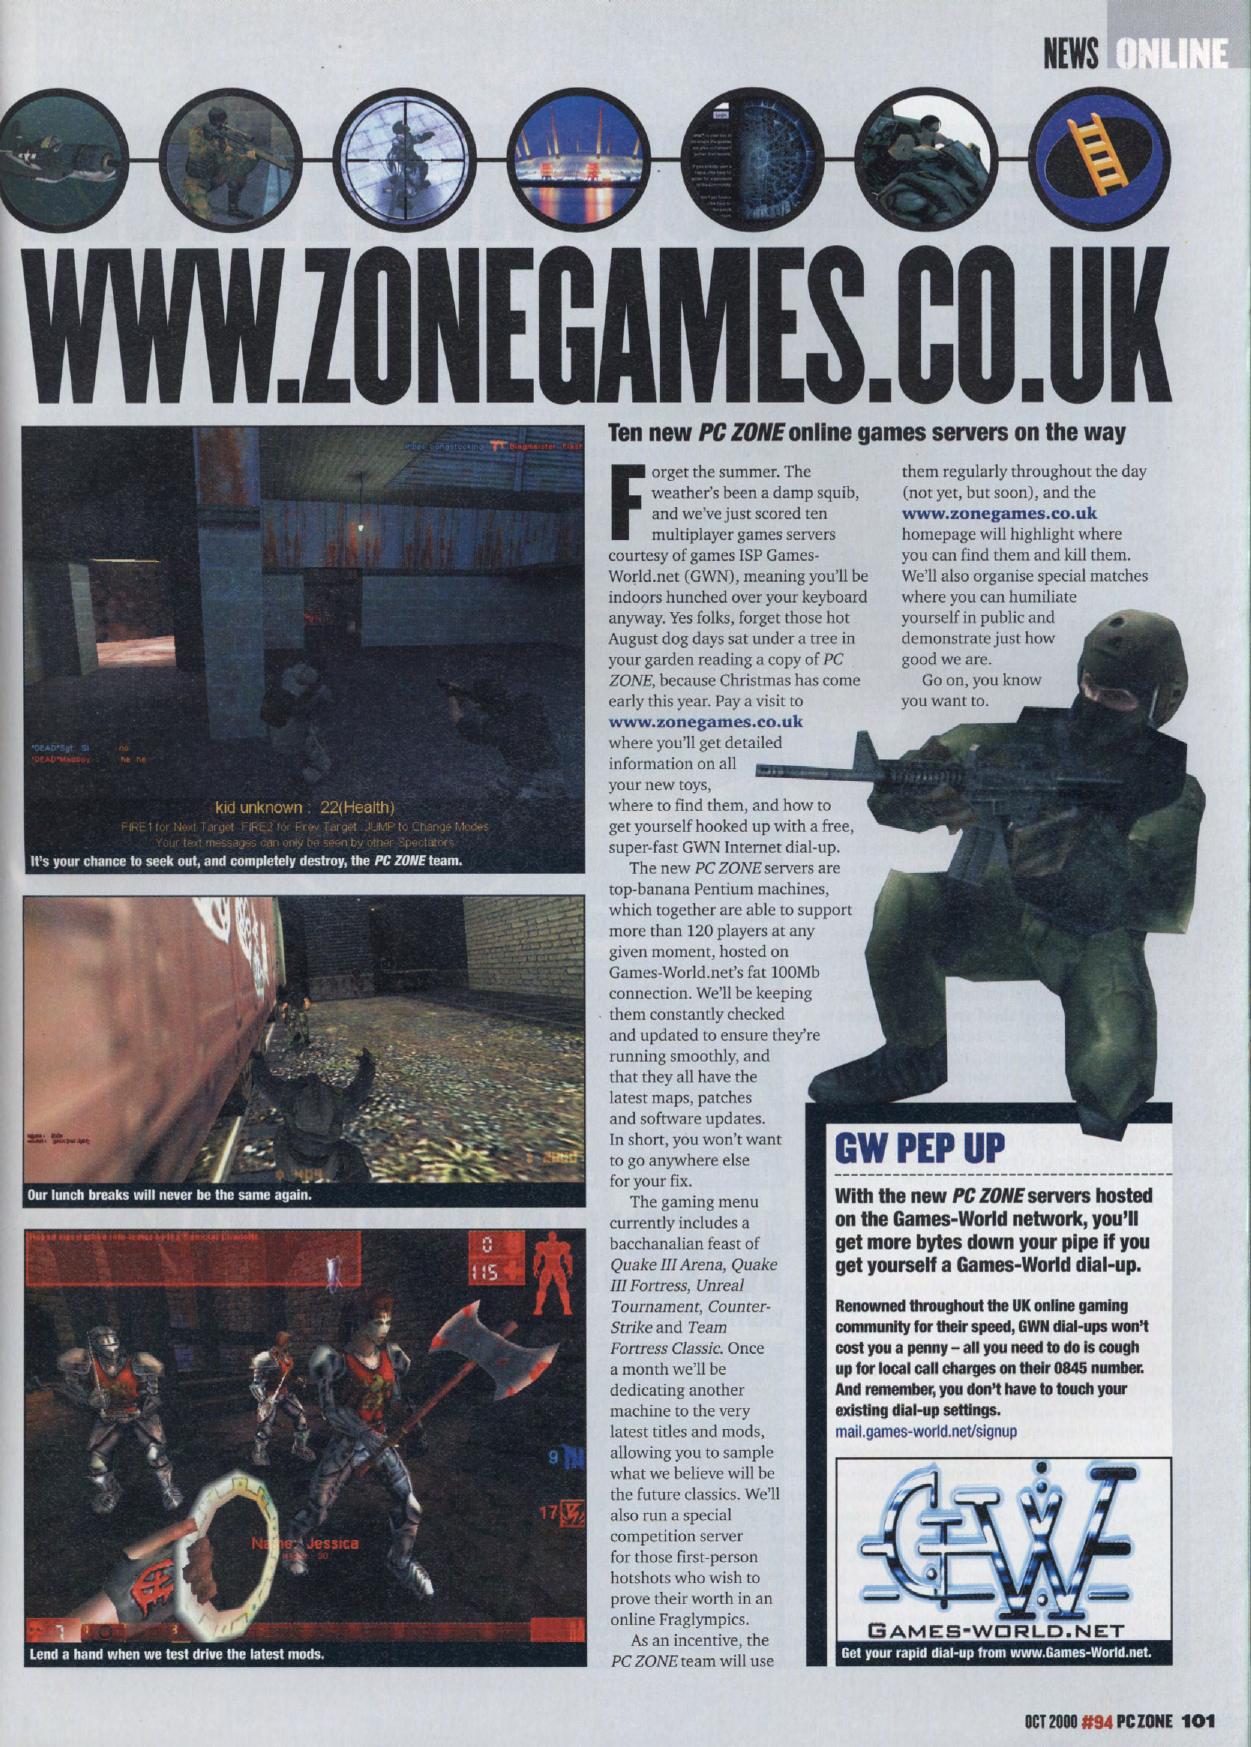 NEWS ONLINE
WWW.ZONEGAMES.CO.UK
Ten new PC ZONE online games servers on the way
Forget the summer. The
weather's been a damp squib,
and we've just scored ten
multiplayer games servers
courtesy of games ISP Games-
World.net (GWN), meaning you'll be
indoors hunched over your keyboard
anyway. Yes folks, forget those hot
August dog days sat under a tree in
your garden reading a copy of PC
ZONE, because Christmas has come
early this year. Pay a visit to
www.zonegames.co.uk
where you'll get detailed
information on all
your new toys,
where to find them, and how to
get yourself hooked up with a free,
super-fast GWN Internet dial-up.
The new PC ZONE servers are
top-banana Pentium machines,
which together are able to support
more than 120 players at any
given moment, hosted on
Games-World.net's fat 100Mb
connection. We'll be keeping
them constantly checked
and updated to ensure they're
running smoothly, and
that they all have the
latest maps, patches
and software updates.
In short, you won't want
to go anywhere else
for your fix.
The gaming menu
currently includes a
bacchanalian feast of
Quake III Arena, Quake
III Fortress, Unreal
Tournament, Counter-
Strike and Team
Fortress Classic. Once
a month we'll be
dedicating another
machine to the very
latest titles and mods,
allowing you to sample
what we believe will be
the future classics. We'll
also run a special
competition server
for those first-person
hotshots who wish to
prove their worth in an
online Fraglympics.
As an incentive, the
PC ZONE team will use
them regularly throughout the day
(not yet, but soon), and the
www.zonegames.co.uk
homepage will highlight where
you can find them and kill them.
We'll also organise special matches
where you can humiliate
yourself in public and
demonstrate just how
good we are.
Go on, you know
you want to.
*DEAD*Sgt. Si no
*DEAD*MadBoy he he
kid unknown : 22(Health)
FIRE1 for Next Target FIRE2 for Prev Target JUMP to Change Modes
Your text messages can only be seen by other Spectators
It's your chance to seek out, and completely destroy, the PC ZONE team.
Our lunch breaks will never be the same again.
0
115
9
17
Name: Jessica
7
Lend a hand when we test drive the latest mods.
GW PEP UP
With the new PC ZONE servers hosted
on the Games-World network, you'll
get more bytes down your pipe if you
get yourself a Games-World dial-up.
Renowned throughout the UK online gaming
community for their speed, GWN dial-ups won't
cost you a penny – all you need to do is cough
up for local call charges on their 0845 number.
And remember, you don't have to touch your
existing dial-up settings.
mail.games-world.net/signup
GW
GAMES-WORLD.NET
Get your rapid dial-up from www.Games-World.net.
OCT 2000 #94 PC ZONE 101